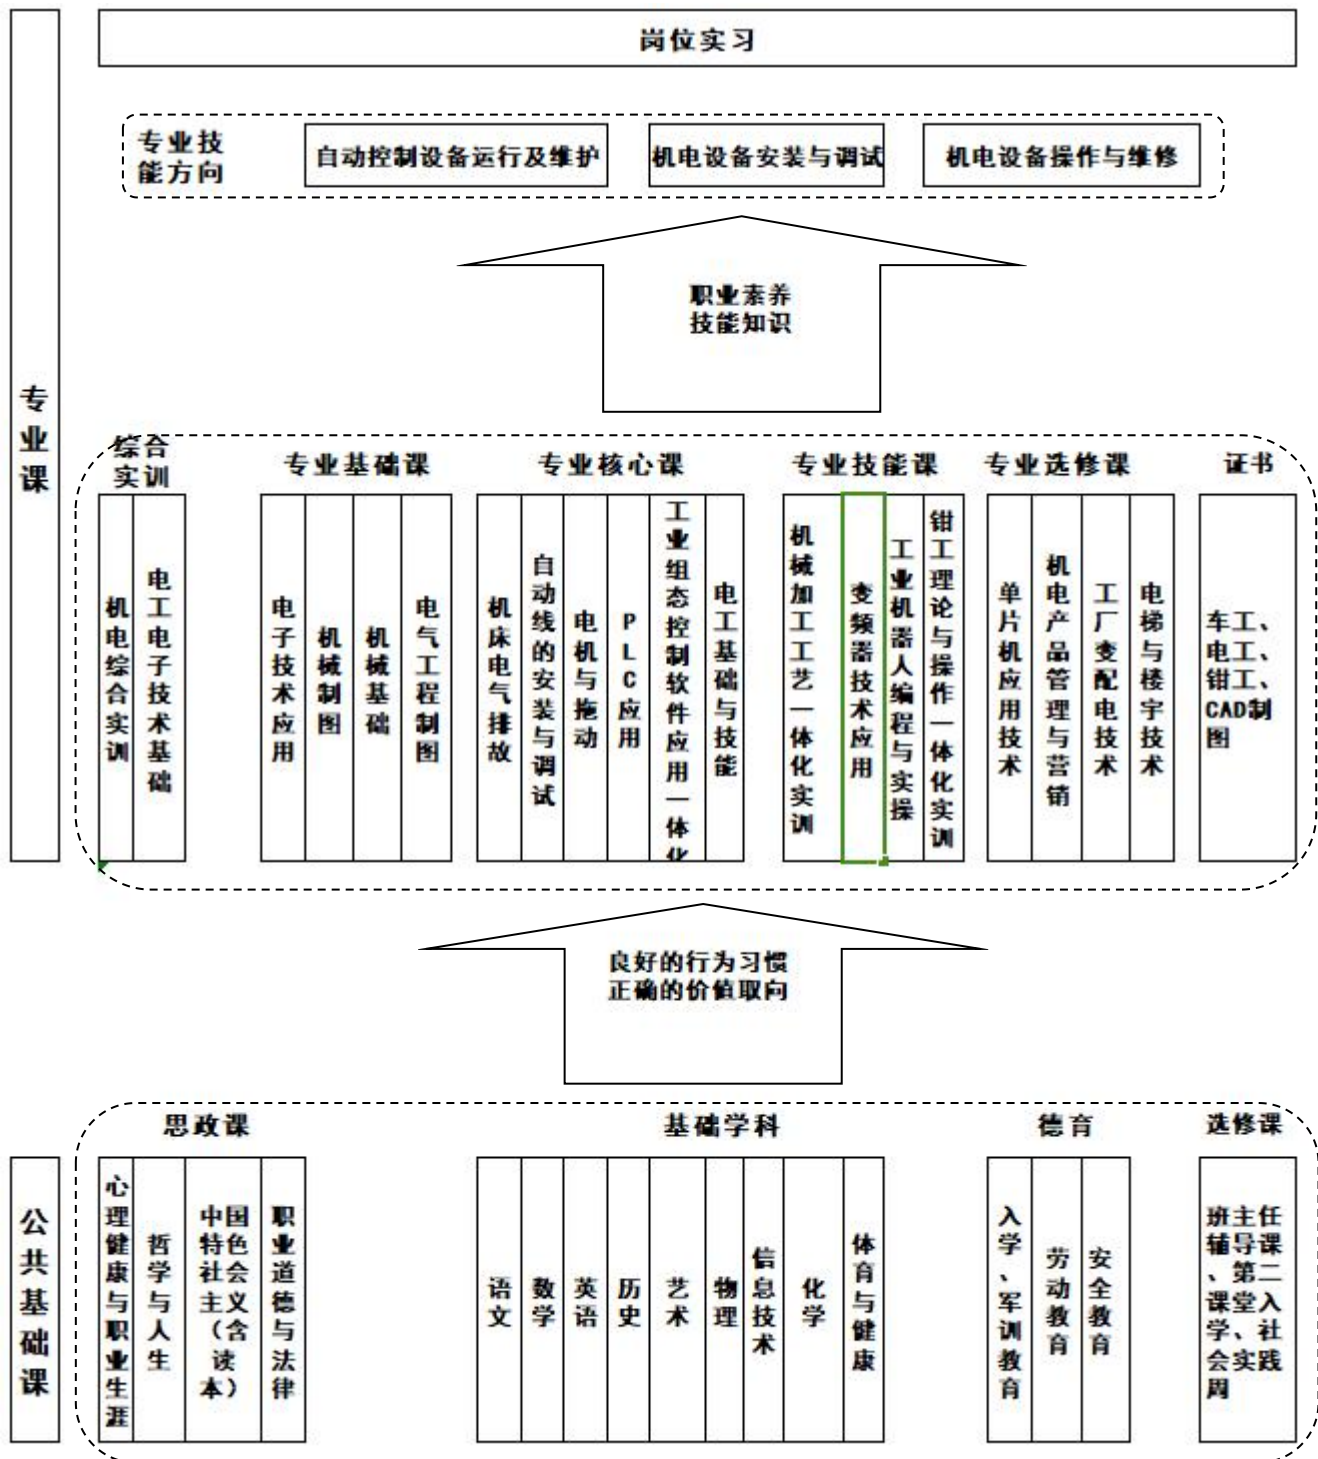 岗位实习
专业技
能方向
自动控制设备运行及维护
机电设备安装与调试
机电设备操作与维修
职业素养
技能知识
专业课
综合
实训
专业基础课
专业核心课
专业技能课
专业选修课
证书
机电综合实训
电工电子技术基础
电子技术应用
机械制图
机械基础
电气工程制图
机床电气排故
自动线的安装与调试
电机与拖动
PLC应用
工业组态控制软件应用一体化
电工基础与技能
机械加工工艺一体化实训
变频器技术应用
工业机器人编程与实操
钳工理论与操作一体化实训
单片机应用技术
机电产品管理与营销
工厂变配电技术
电梯与楼宇技术
车工、
电工、
钳工、
CAD制
图
良好的行为习惯
正确的价值取向
公共基础课
思政课
基础学科
德育
选修课
心理健康与职业生涯
哲学与人生
中国
特色
社会
主义
（含
读
本）
职业道德与法律
语文
数学
英语
历史
艺术
物理
信息技术
化学
体育与健康
入学、军训教育
劳动教育
安全教育
班主任
辅导课
、第二
课堂入
学、社
会实践
周